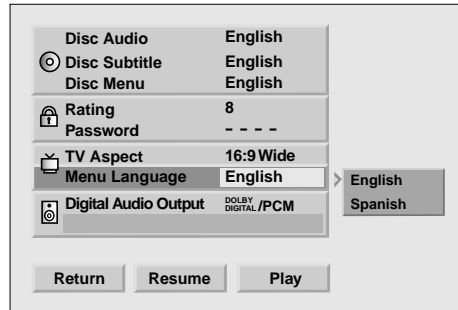 Disc Audio English
Disc Subtitle English
Disc Menu English
Rating 8
Password - - - -
TV Aspect 16:9 Wide
Menu Language English
English
Spanish
Digital Audio Output DOLBY DIGITAL /PCM
Return Resume Play